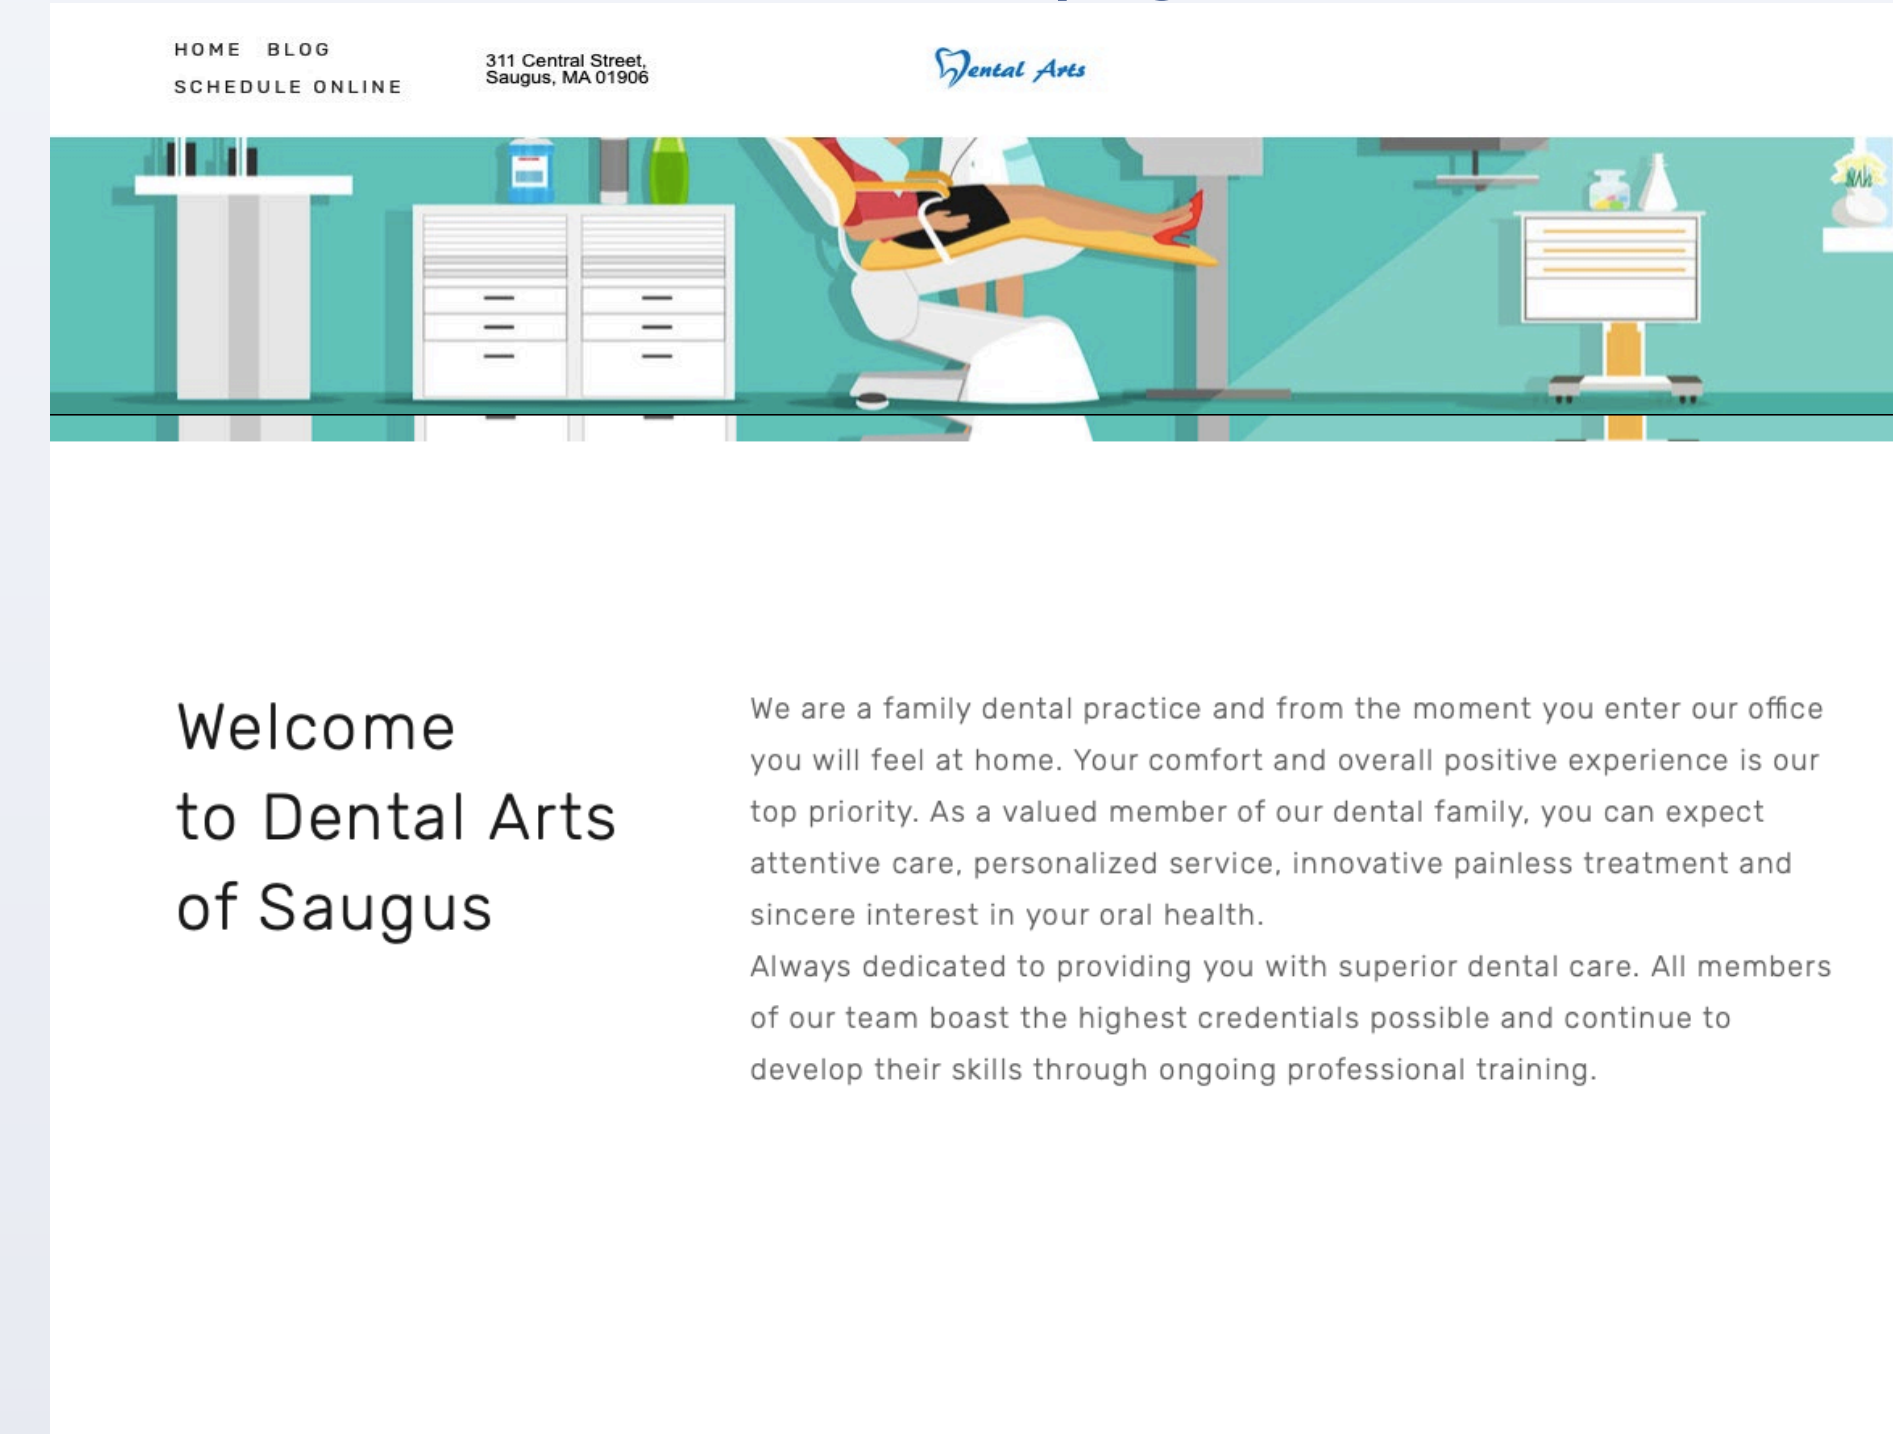 HOME BLOG
SCHEDULE ONLINE
311 Central Street,
Saugus, MA 01906
Dental Arts
Welcome
to Dental Arts
of Saugus
We are a family dental practice and from the moment you enter our office
you will feel at home. Your comfort and overall positive experience is our
top priority. As a valued member of our dental family, you can expect
attentive care, personalized service, innovative painless treatment and
sincere interest in your oral health.
Always dedicated to providing you with superior dental care. All members
of our team boast the highest credentials possible and continue to
develop their skills through ongoing professional training.